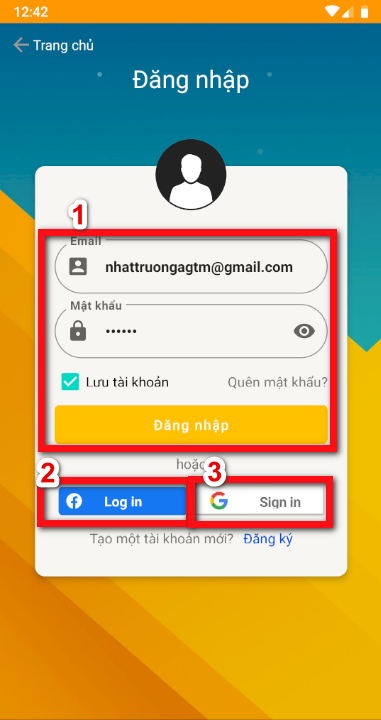 12:42
Trang chủ
Đăng nhập
1
Email
nhattruongagtm@gmail.com
Mật khẩu
••••••
Lưu tài khoản
Quên mật khẩu?
Đăng nhập
2
hoặc
3
Log in
Sign in
Tạo một tài khoản mới? Đăng ký